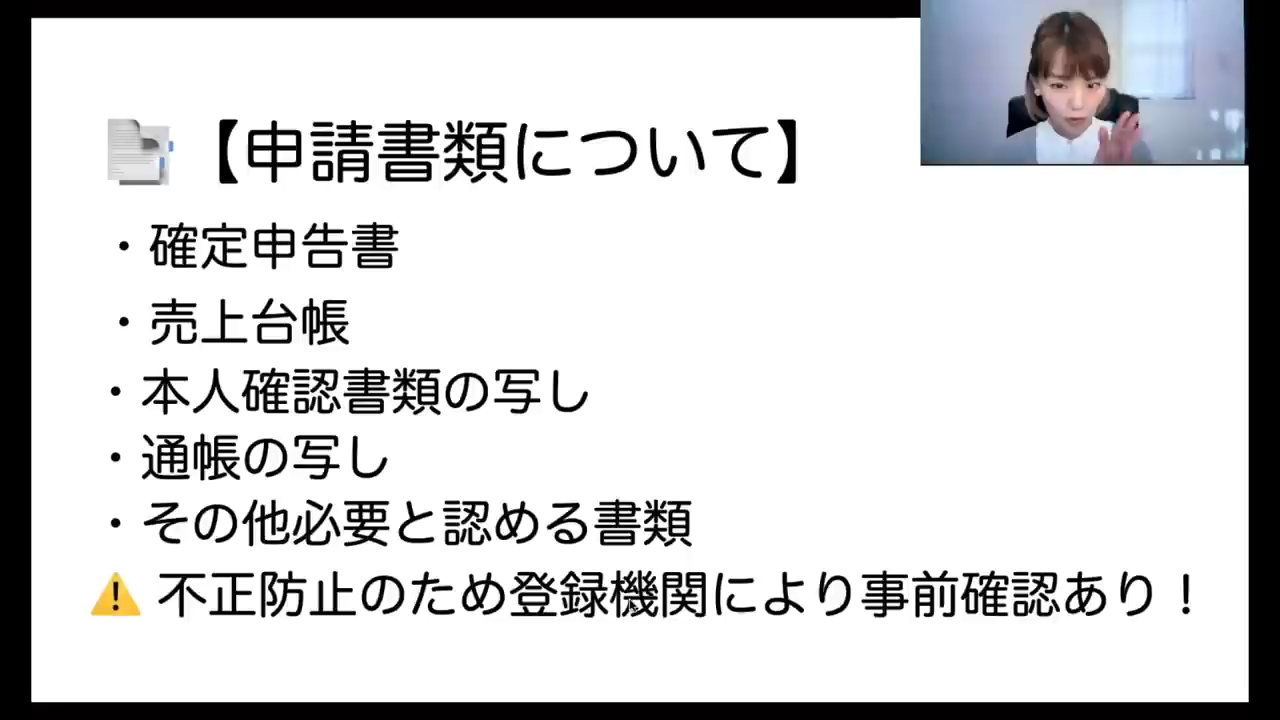 【申請書類について】
・確定申告書
・売上台帳
・本人確認書類の写し
・通帳の写し
・その他必要と認める書類
⚠ 不正防止のため登録機関により事前確認あり！